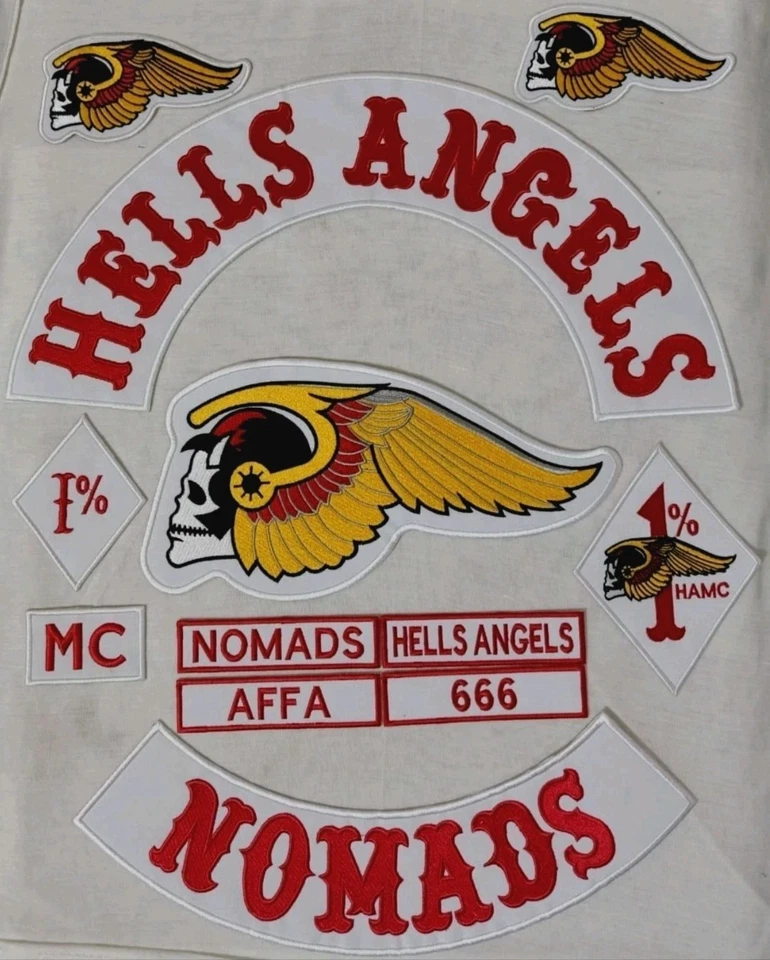 HELLS ANGELS
1%
1%
HAMC
MC
NOMADS
HELLS ANGELS
AFFA
666
NOMADS